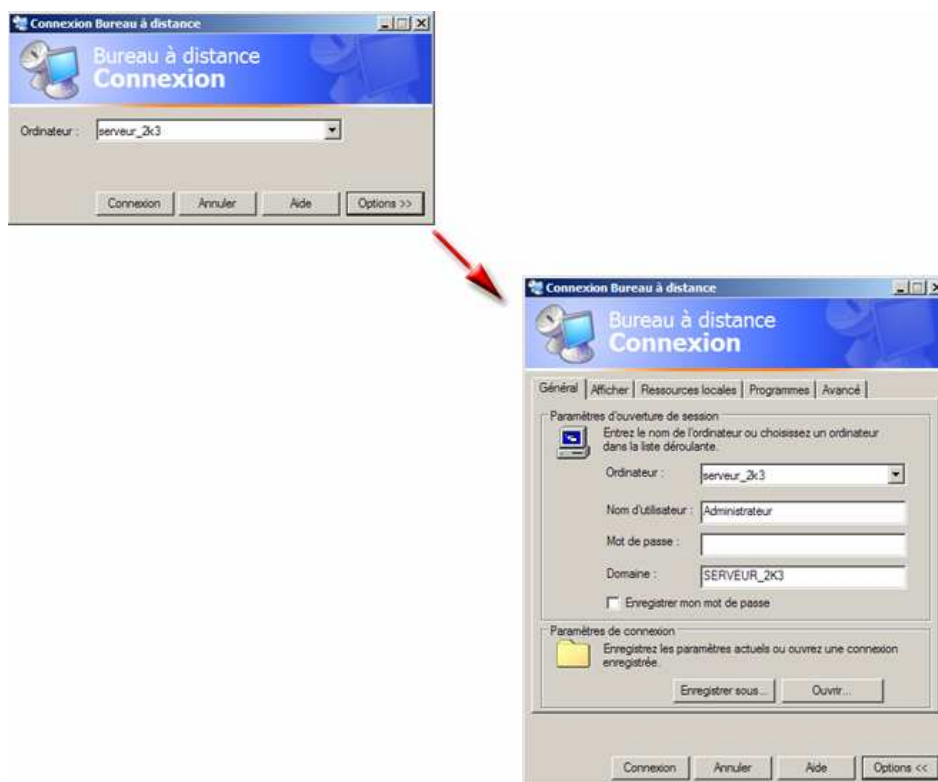 Connexion Bureau à distance
Bureau à distance
Connexion
Ordinateur : serveur_2k3
Connexion Annuler Aide Options >>
Connexion Bureau à distance
Bureau à distance
Connexion
Général Afficher Ressources locales Programmes Avancé
Paramètres d'ouverture de session
Entrez le nom de l'ordinateur ou choisissez un ordinateur
dans la liste déroulante.
Ordinateur : serveur_2k3
Nom d'utilisateur : Administrateur
Mot de passe :
Domaine : SERVEUR_2K3
Enregistrer mon mot de passe
Paramètres de connexion
Enregistrez les paramètres actuels ou ouvrez une connexion
enregistrée.
Enregistrer sous... Ouvrir...
Connexion Annuler Aide Options <<